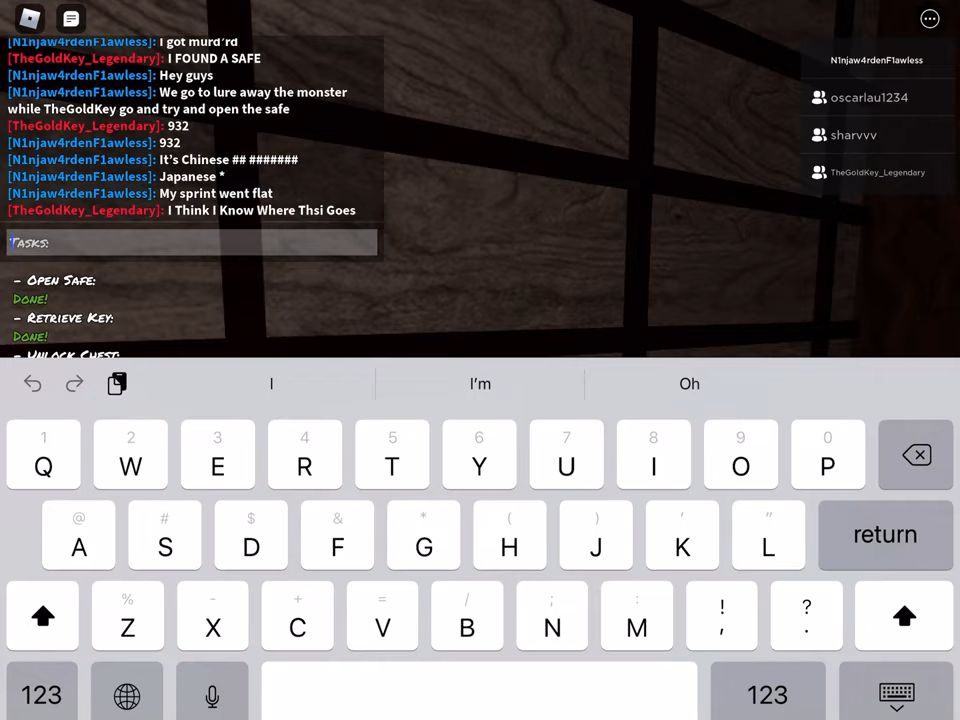 [N1njaw4rdenF1awless]: I got murd'rd
[TheGoldKey_Legendary]: I FOUND A SAFE
[N1njaw4rdenF1awless]: Hey guys
[N1njaw4rdenF1awless]: We go to lure away the monster
while TheGoldKey go and try and open the safe
[TheGoldKey_Legendary]: 932
[N1njaw4rdenF1awless]: 932
[N1njaw4rdenF1awless]: It's Chinese ## #######
[N1njaw4rdenF1awless]: Japanese *
[N1njaw4rdenF1awless]: My sprint went flat
[TheGoldKey_Legendary]: I Think I Know Where Thsi Goes
N1njaw4rdenF1awless
oscarlau1234
sharvvv
TheGoldKey_Legendary
Tasks:
- Open Safe:
Done!
- Retrieve Key:
Done!
- Unlock Chest:
I I'm Oh
1 2 3 4 5 6 7 8 9 0
Q W E R T Y U I O P
@ # $ & * ( ) ' "
A S D F G H J K L return
% - + = / ; : ! ?
Z X C V B N M , .
123 123